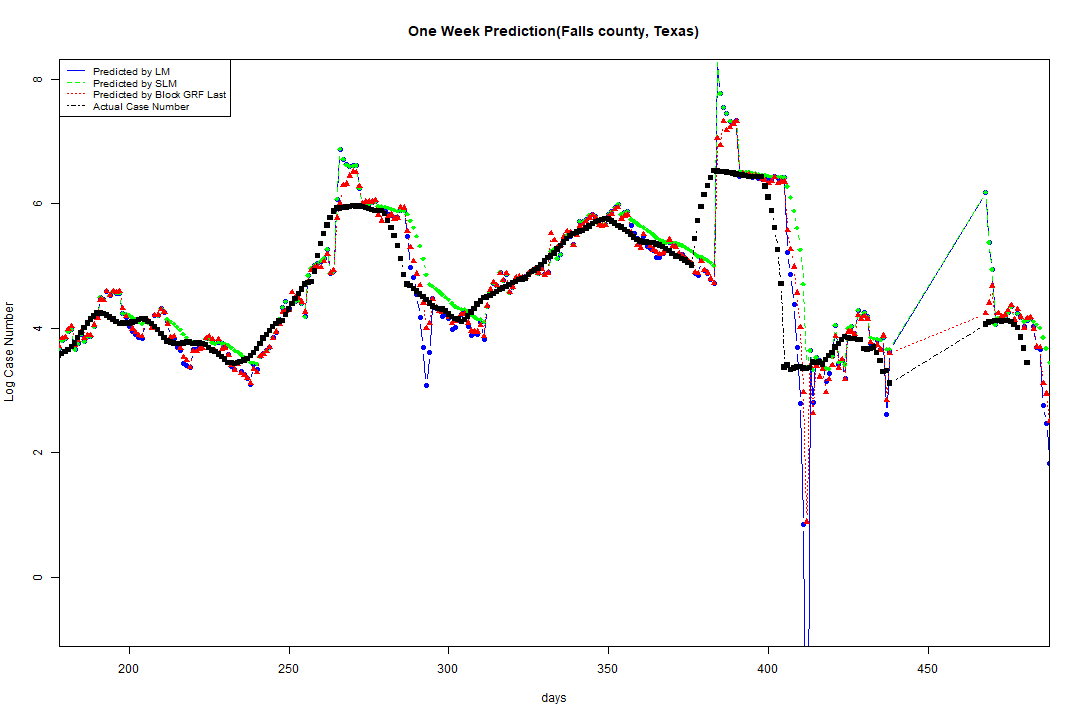 One Week Prediction(Falls county, Texas)
Predicted by LM
Predicted by SLM
Predicted by Block GRF Last
Actual Case Number
8
6
4
2
0
Log Case Number
200 250 300 350 400 450
days